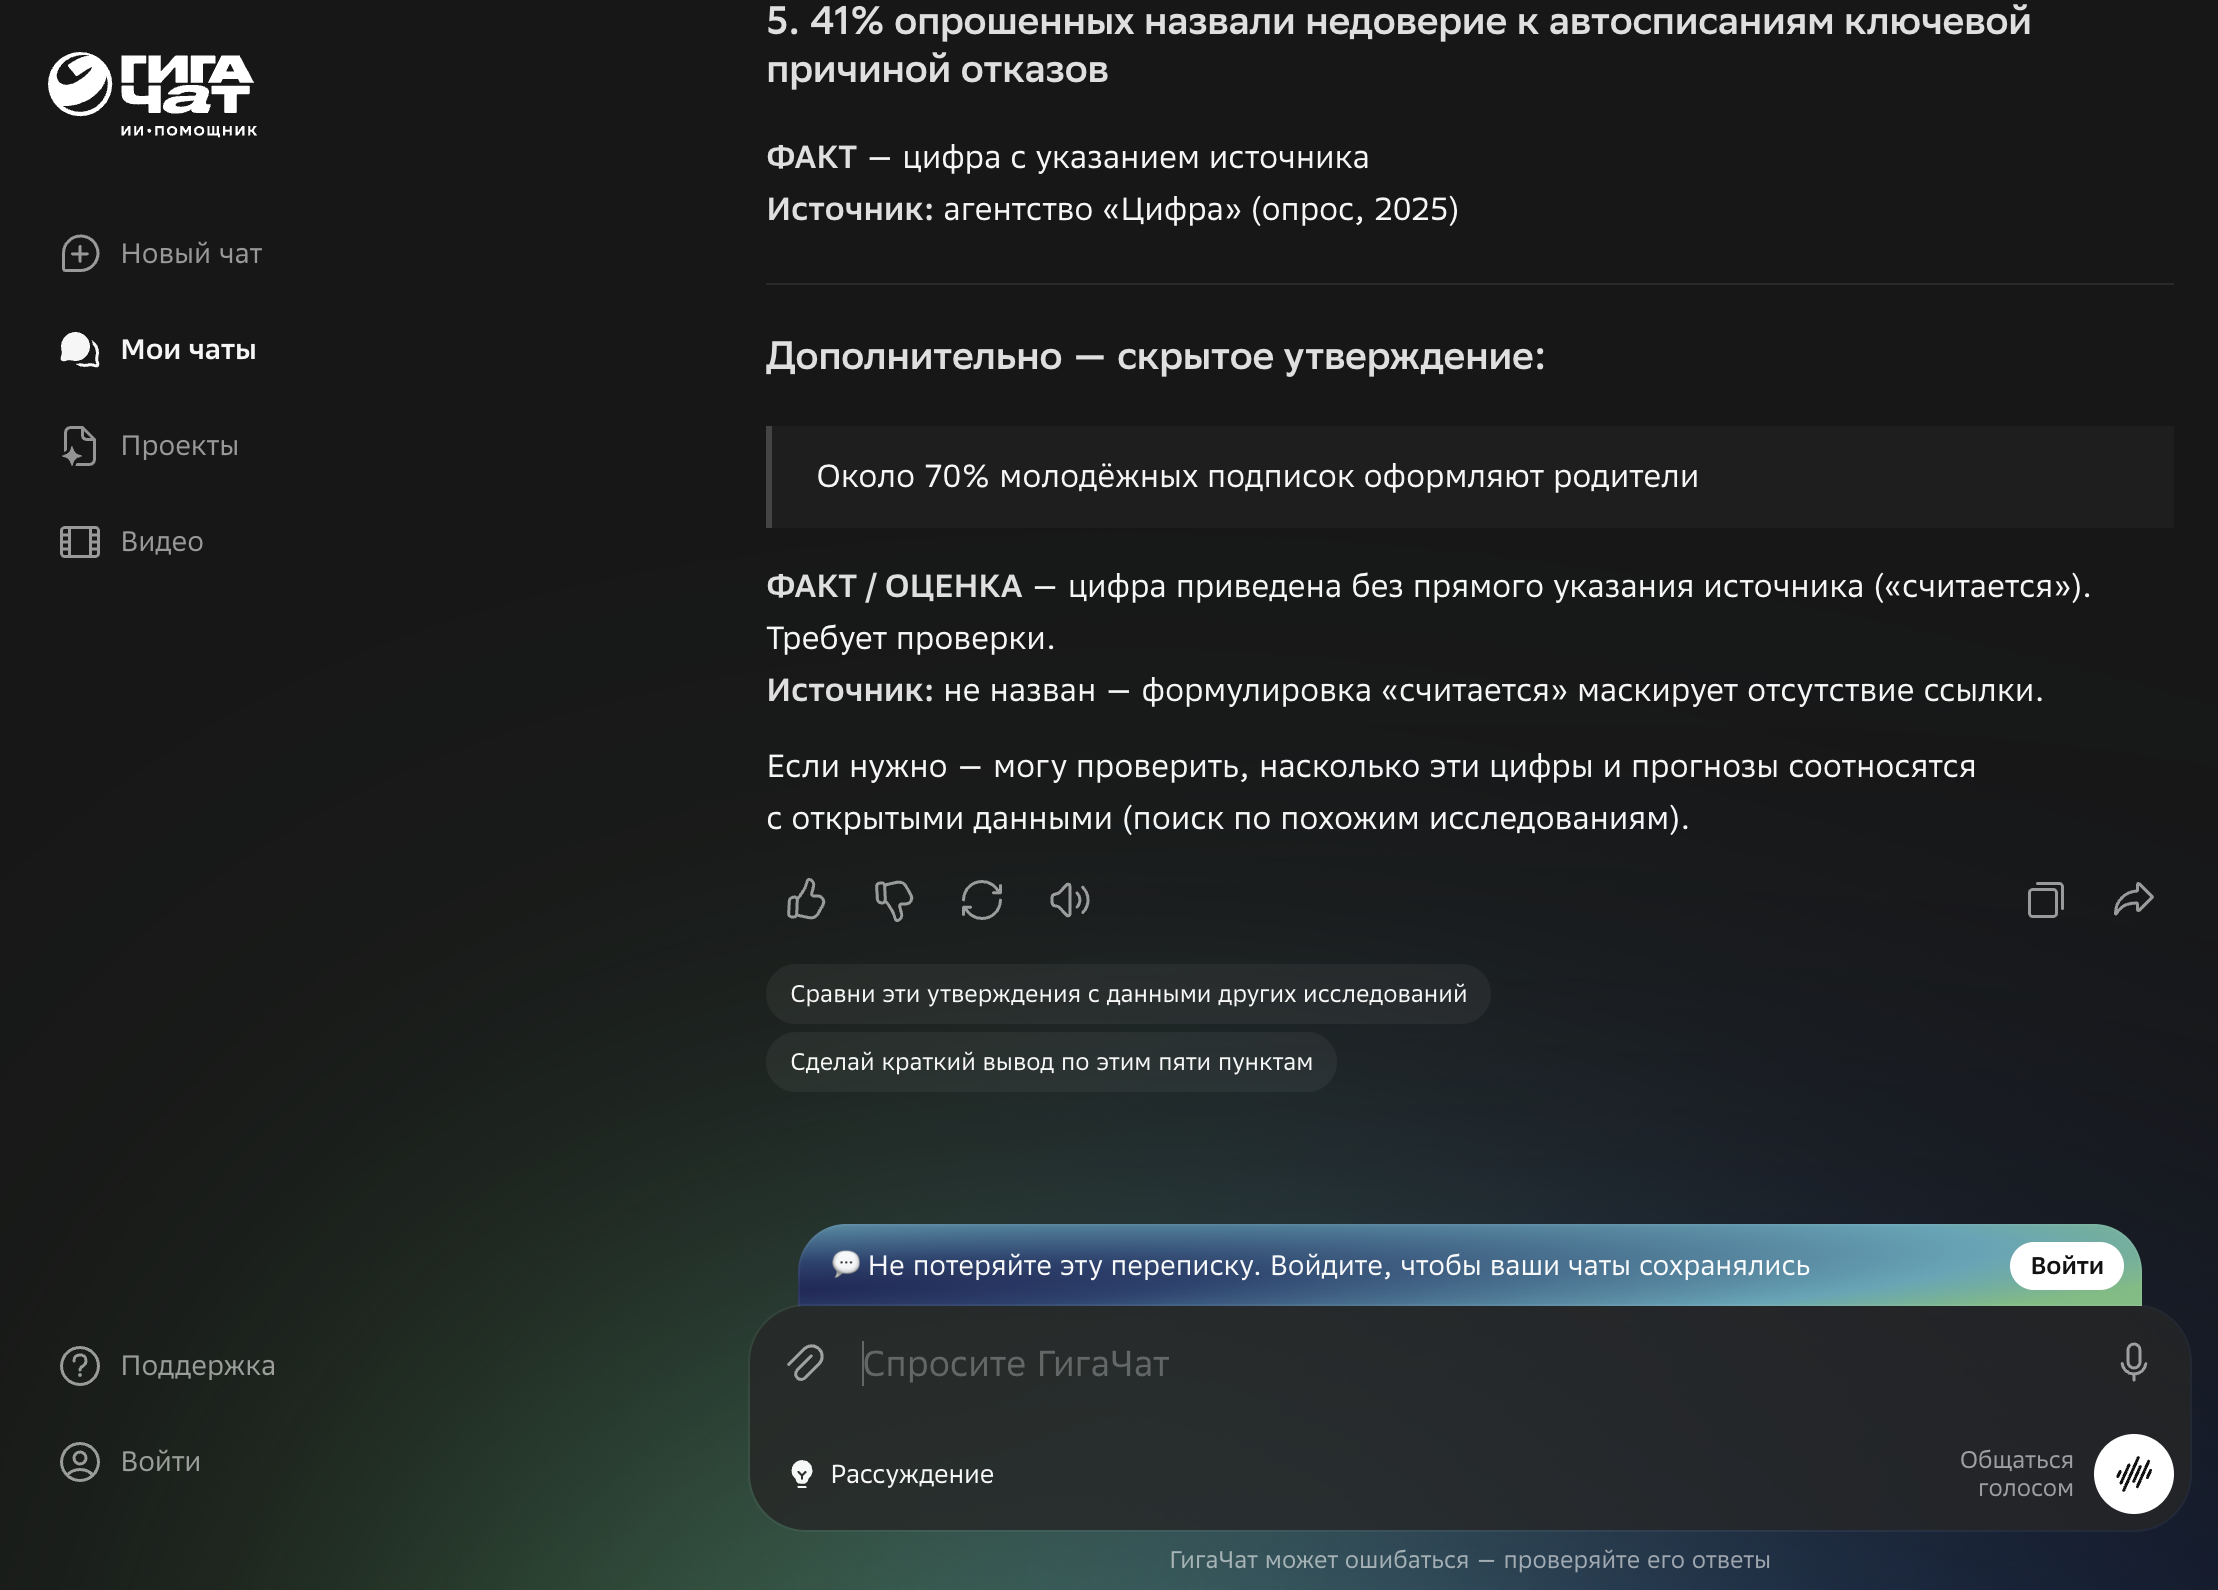 ГИГА
Чат
ИИ•ПОМОЩНИК
Новый чат
Мои чаты
Проекты
Видео
Поддержка
Войти
5. 41% опрошенных назвали недоверие к автосписаниям ключевой
причиной отказов
ФАКТ — цифра с указанием источника
Источник: агентство «Цифра» (опрос, 2025)
Дополнительно — скрытое утверждение:
Около 70% молодёжных подписок оформляют родители
ФАКТ / ОЦЕНКА — цифра приведена без прямого указания источника («считается»).
Требует проверки.
Источник: не назван — формулировка «считается» маскирует отсутствие ссылки.
Если нужно — могу проверить, насколько эти цифры и прогнозы соотносятся
с открытыми данными (поиск по похожим исследованиям).
Сравни эти утверждения с данными других исследований
Сделай краткий вывод по этим пяти пунктам
💬 Не потеряйте эту переписку. Войдите, чтобы ваши чаты сохранялись
Войти
Спросите ГигаЧат
Рассуждение
Общаться
голосом
ГигаЧат может ошибаться — проверяйте его ответы